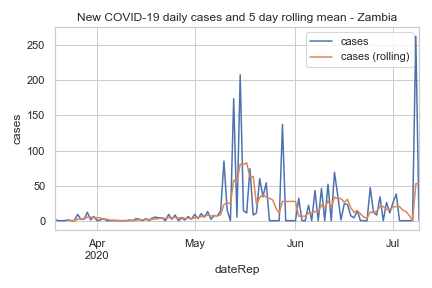 New COVID-19 daily cases and 5 day rolling mean - Zambia
cases
cases (rolling)
250
200
150
100
50
0
cases
Apr
2020
May
Jun
Jul
dateRep